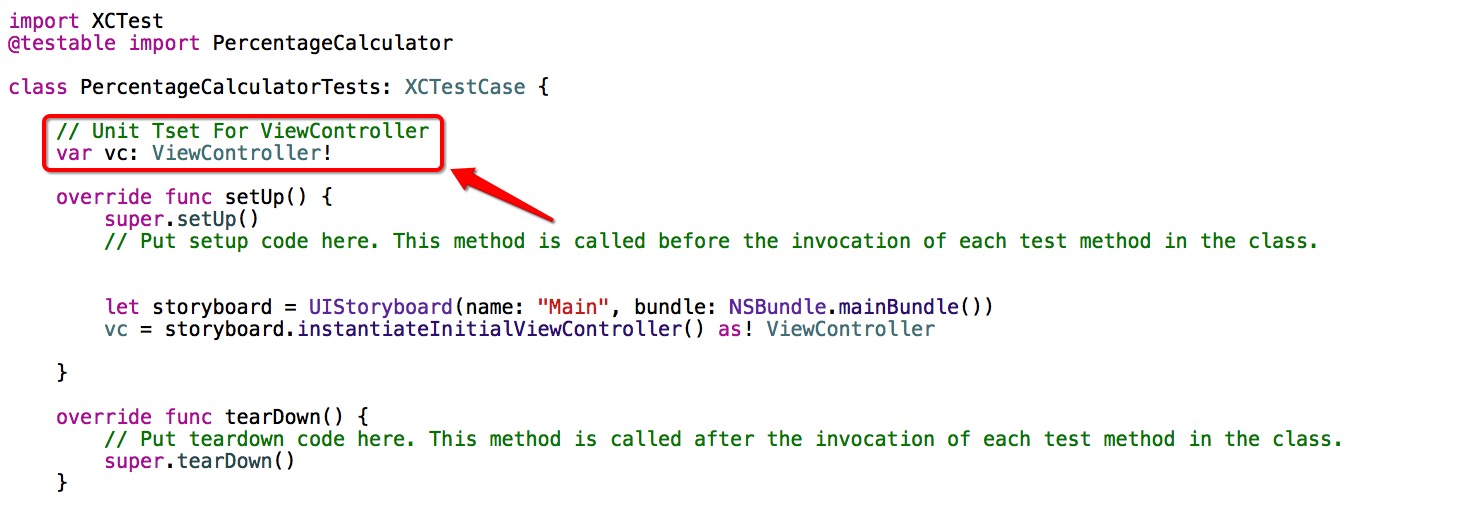 import XCTest
@testable import PercentageCalculator
class PercentageCalculatorTests: XCTestCase {
// Unit Tset For ViewController
var vc: ViewController!
override func setUp() {
super.setUp()
// Put setup code here. This method is called before the invocation of each test method in the class.
let storyboard = UIStoryboard(name: "Main", bundle: NSBundle.mainBundle())
vc = storyboard.instantiateInitialViewController() as! ViewController
}
override func tearDown() {
// Put teardown code here. This method is called after the invocation of each test method in the class.
super.tearDown()
}